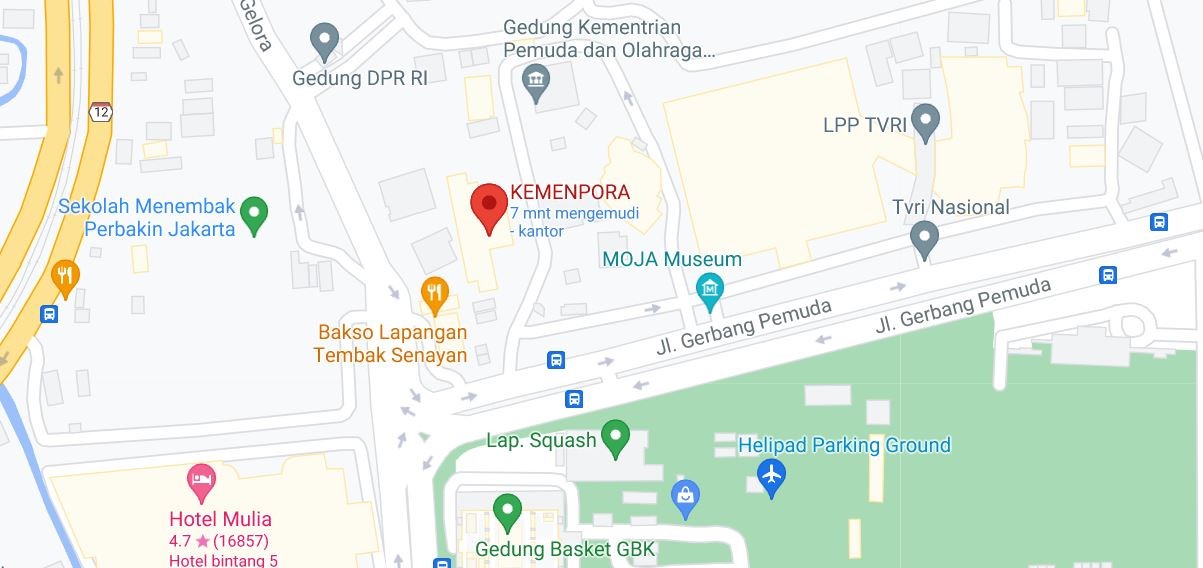 Gelora
Gedung Kementrian
Pemuda dan Olahraga...
Gedung DPR RI
12
LPP TVRI
KEMENPORA
7 mnt mengemudi
- kantor
Sekolah Menembak
Perbakin Jakarta
Tvri Nasional
MOJA Museum
Bakso Lapangan
Tembak Senayan
Jl. Gerbang Pemuda
Jl. Gerbang Pemuda
Lap. Squash
Helipad Parking Ground
Hotel Mulia
4.7 ★ (16857)
Hotel bintang 5
Gedung Basket GBK